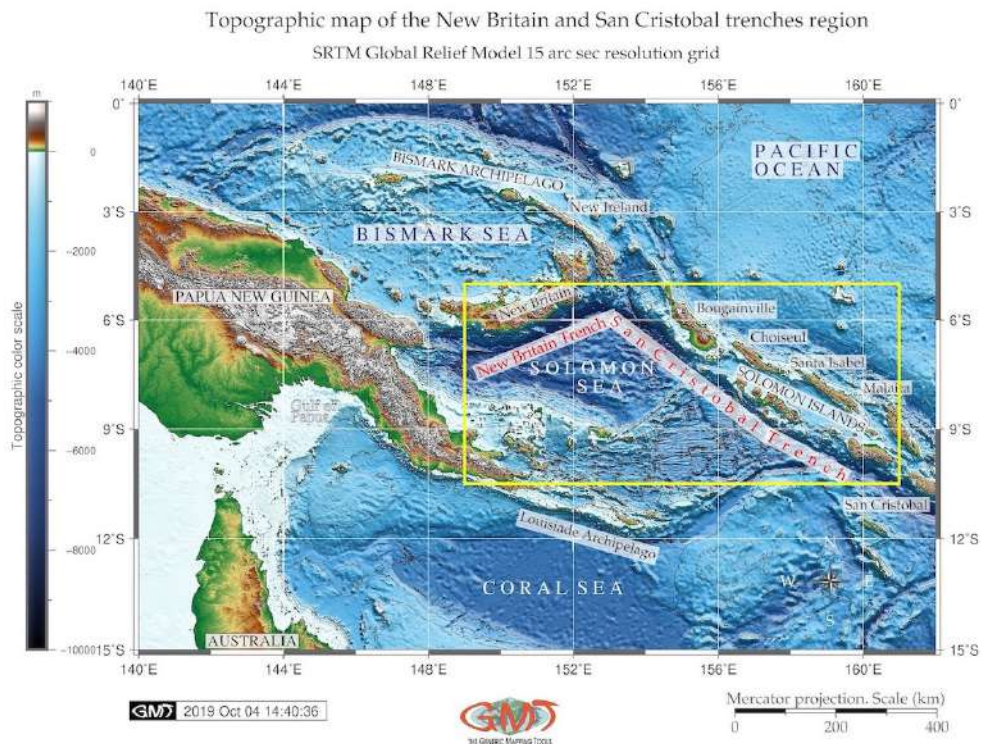 Topographic map of the New Britain and San Cristobal trenches region
SRTM Global Relief Model 15 arc sec resolution grid
140°E
144°E
148°E
152°E
156°E
160°E
m
0
-2000
-4000
-6000
-8000
-10000
Topographic color scale
0°
3°S
6°S
9°S
12°S
15°S
PACIFIC
OCEAN
BISMARK ARCHIPELAGO
New Ireland
BISMARK SEA
PAPUA NEW GUINEA
New Britain
Bougainville
New Britain Trench
San Cristobal Trench
Choiseul
SOLOMON
SEA
Santa Isabel
Malaita
SOLOMON ISLANDS
Gulf of
Papua
San Cristobal
Louisiade Archipelago
CORAL SEA
N
W
E
S
AUSTRALIA
0°
3°S
6°S
9°S
12°S
15°S
140°E
144°E
148°E
152°E
156°E
160°E
GMT 2019 Oct 04 14:40:36
GMT
THE GENERIC MAPPING TOOLS
Mercator projection. Scale (km)
0
200
400